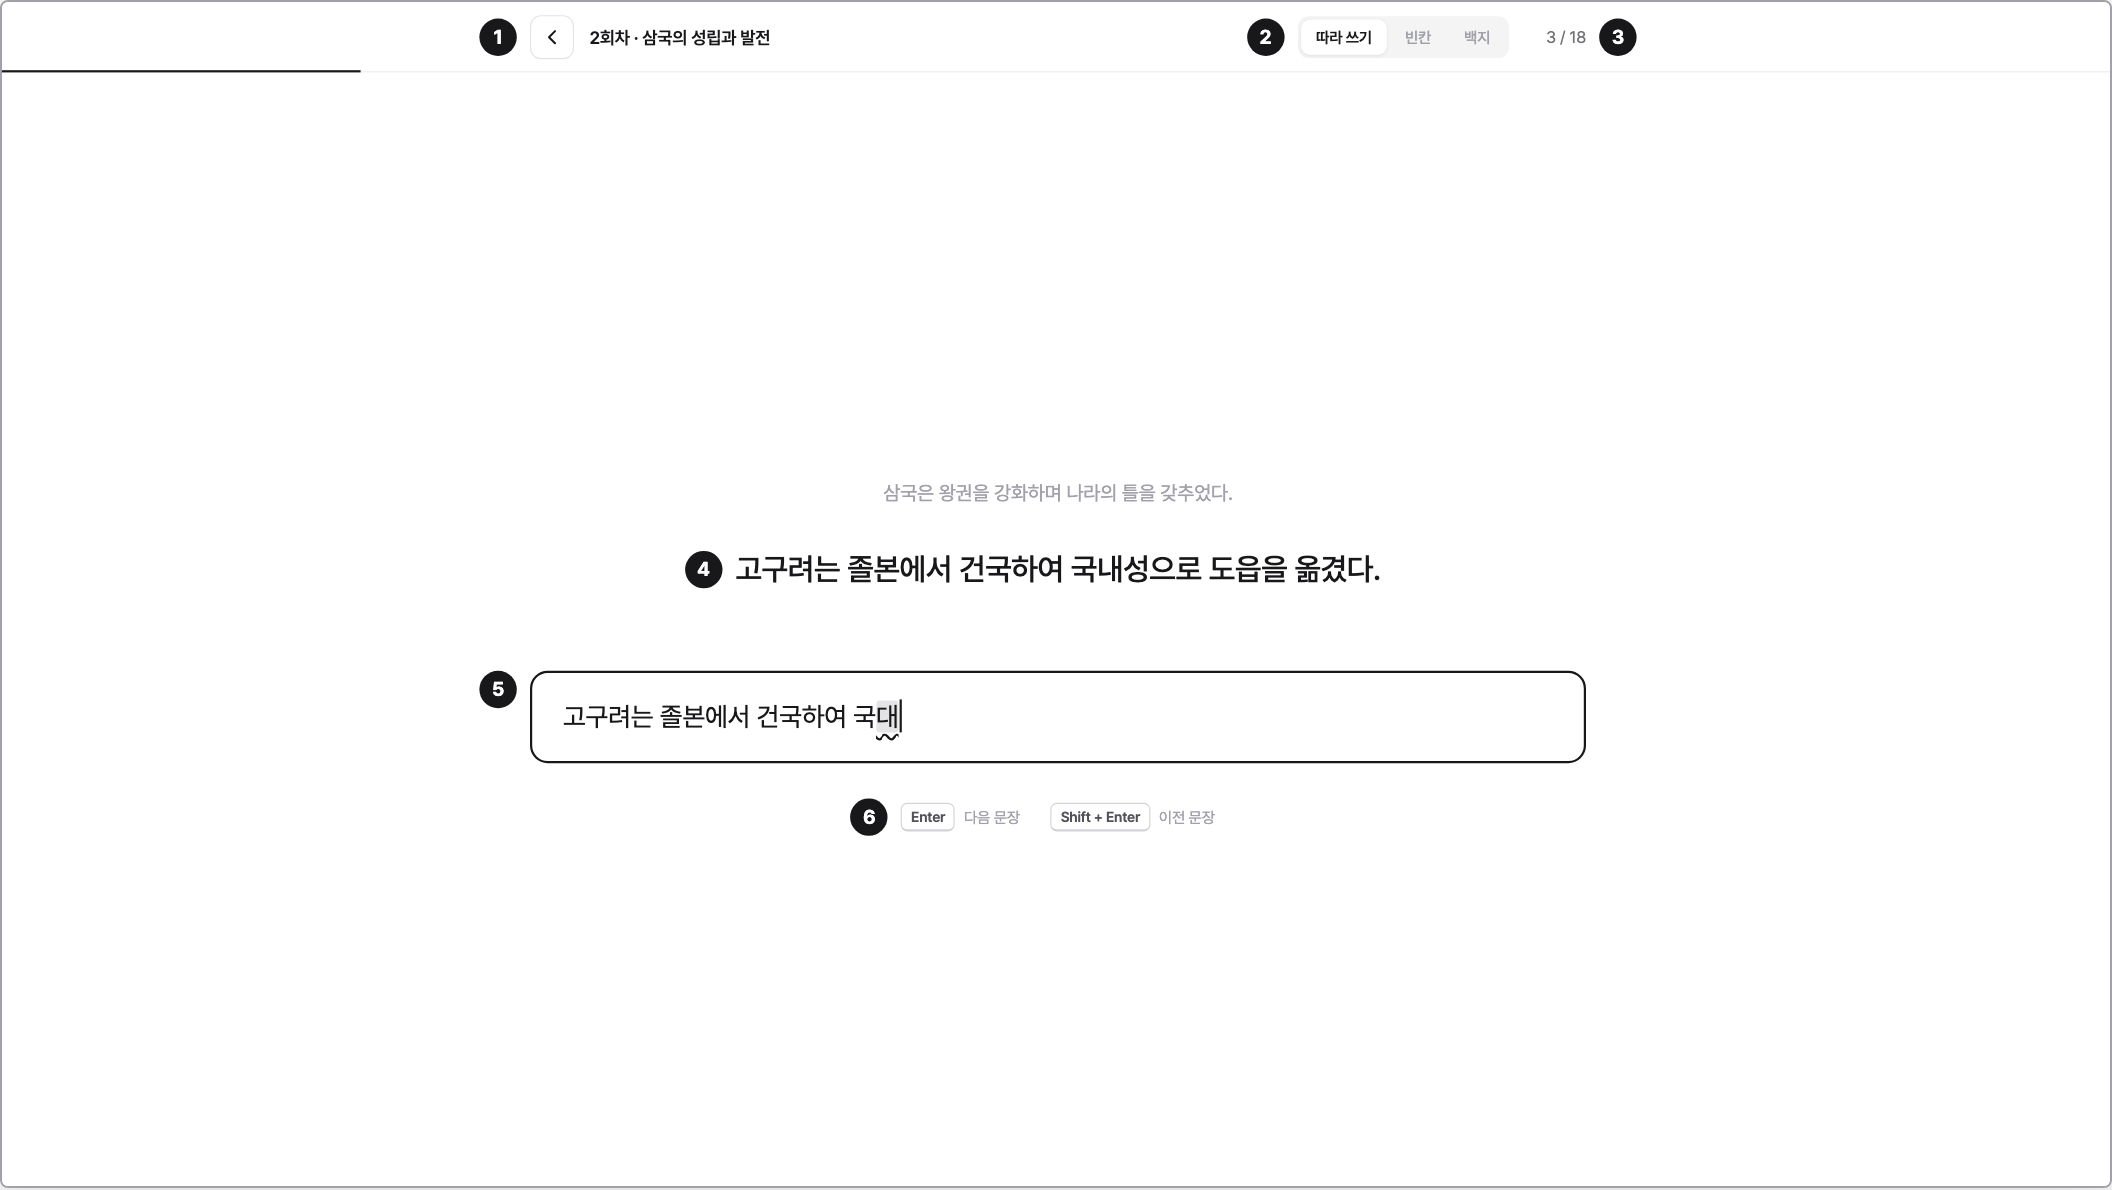 1 2회차 · 삼국의 성립과 발전 2 따라 쓰기 빈칸 백지 3 / 18 3
삼국은 왕권을 강화하며 나라의 틀을 갖추었다.
4 고구려는 졸본에서 건국하여 국내성으로 도읍을 옮겼다.
5 고구려는 졸본에서 건국하여 국대
6 Enter 다음 문장 Shift + Enter 이전 문장